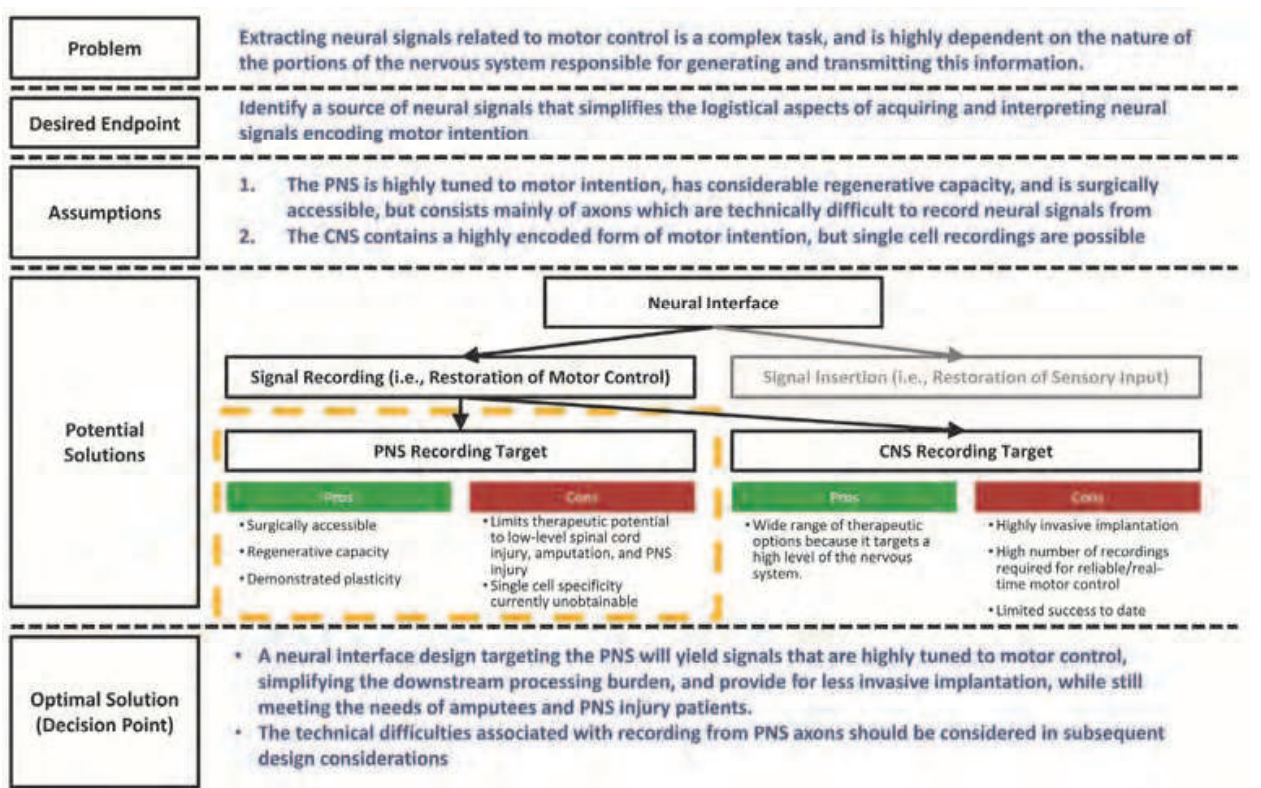 Problem
Extracting neural signals related to motor control is a complex task, and is highly dependent on the nature of
the portions of the nervous system responsible for generating and transmitting this information.
Desired Endpoint
Identify a source of neural signals that simplifies the logistical aspects of acquiring and interpreting neural
signals encoding motor intention
Assumptions
1. The PNS is highly tuned to motor intention, has considerable regenerative capacity, and is surgically
accessible, but consists mainly of axons which are technically difficult to record neural signals from
2. The CNS contains a highly encoded form of motor intention, but single cell recordings are possible
Potential
Solutions
Neural Interface
Signal Recording (i.e., Restoration of Motor Control)
Signal Insertion (i.e., Restoration of Sensory Input)
PNS Recording Target
CNS Recording Target
Pros
Cons
Pros
Cons
• Surgically accessible
• Regenerative capacity
• Demonstrated plasticity
• Limits therapeutic potential
to low-level spinal cord
injury, amputation, and PNS
injury
• Single cell specificity
currently unobtainable
• Wide range of therapeutic
options because it targets a
high level of the nervous
system.
• Highly invasive implantation
• High number of recordings
required for reliable/real-
time motor control
• Limited success to date
Optimal Solution
(Decision Point)
• A neural interface design targeting the PNS will yield signals that are highly tuned to motor control,
simplifying the downstream processing burden, and provide for less invasive implantation, while still
meeting the needs of amputees and PNS injury patients.
• The technical difficulties associated with recording from PNS axons should be considered in subsequent
design considerations